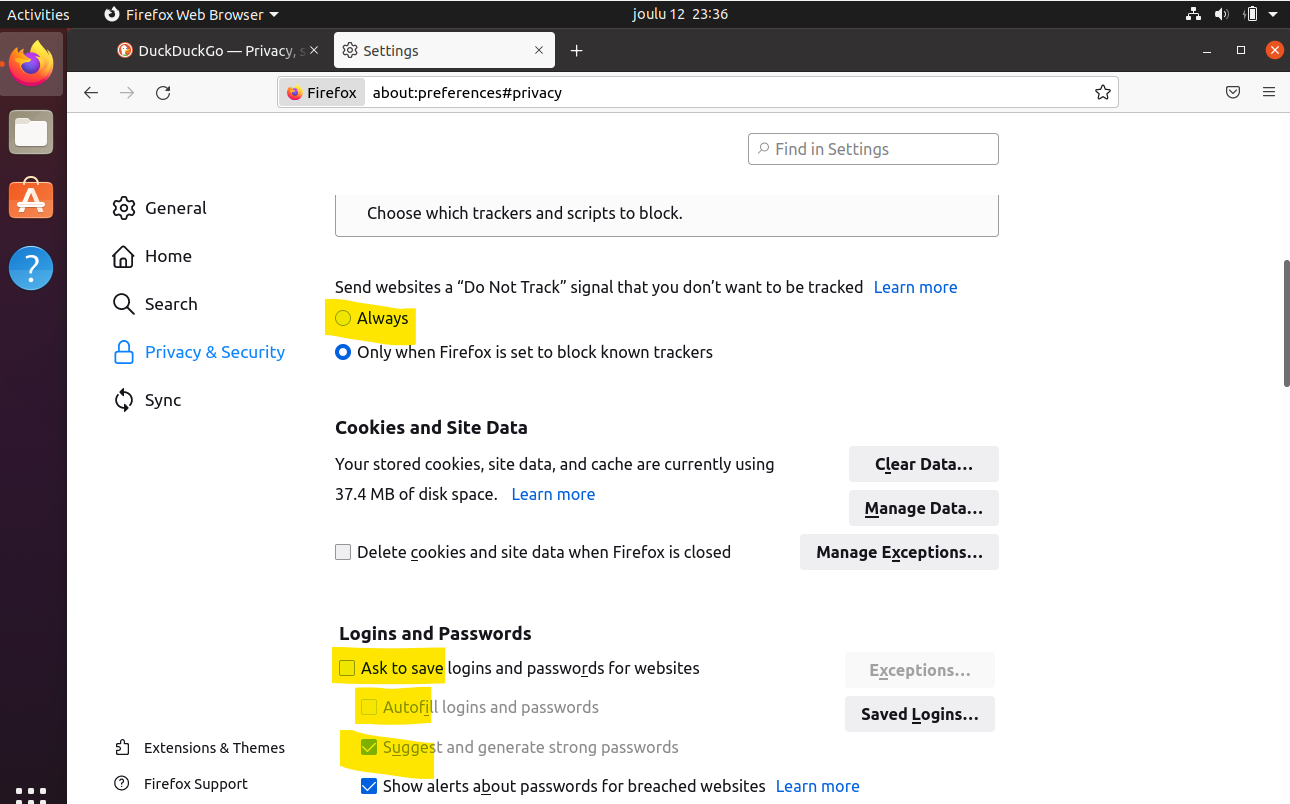 Activities
Firefox Web Browser
joulu 12 23:36
DuckDuckGo — Privacy, s
Settings
Firefox
about:preferences#privacy
Find in Settings
General
Home
Search
Privacy & Security
Sync
Extensions & Themes
Firefox Support
Choose which trackers and scripts to block.
Send websites a “Do Not Track” signal that you don’t want to be tracked Learn more
Always
Only when Firefox is set to block known trackers
Cookies and Site Data
Your stored cookies, site data, and cache are currently using
37.4 MB of disk space. Learn more
Clear Data…
Manage Data…
Delete cookies and site data when Firefox is closed
Manage Exceptions…
Logins and Passwords
Ask to save logins and passwords for websites
Exceptions…
Autofill logins and passwords
Saved Logins…
Suggest and generate strong passwords
Show alerts about passwords for breached websites Learn more